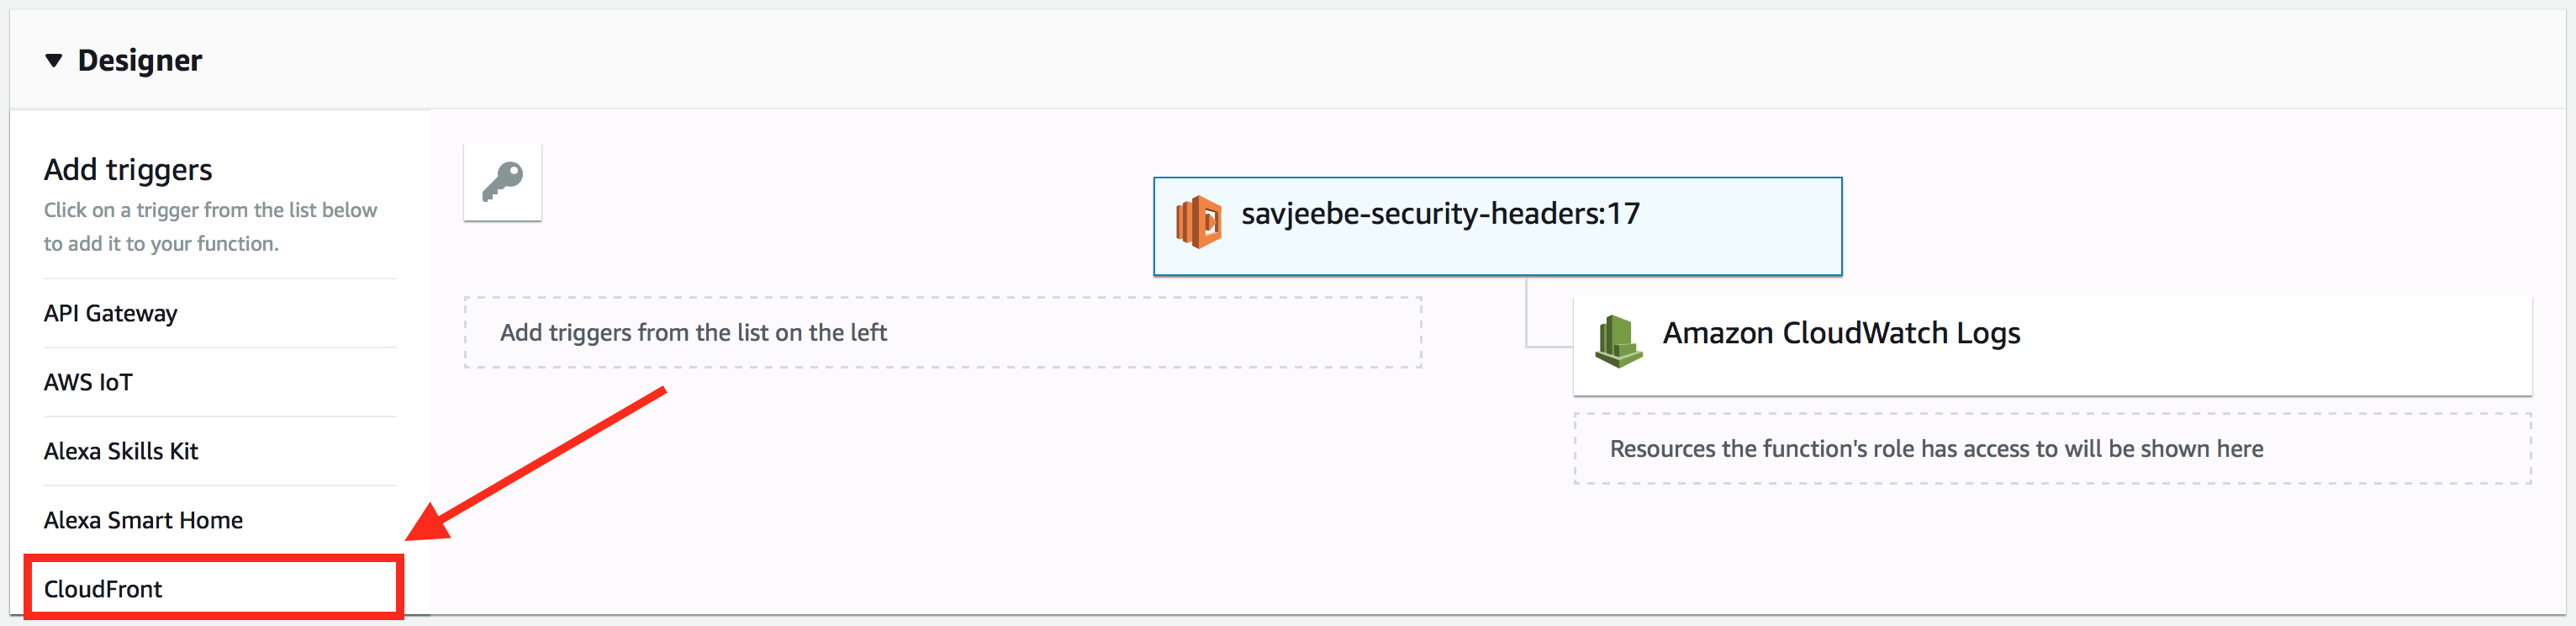 Designer
Add triggers
Click on a trigger from the list below
to add it to your function.
API Gateway
AWS IoT
Alexa Skills Kit
Alexa Smart Home
CloudFront
savjeebe-security-headers:17
Add triggers from the list on the left
Amazon CloudWatch Logs
Resources the function's role has access to will be shown here